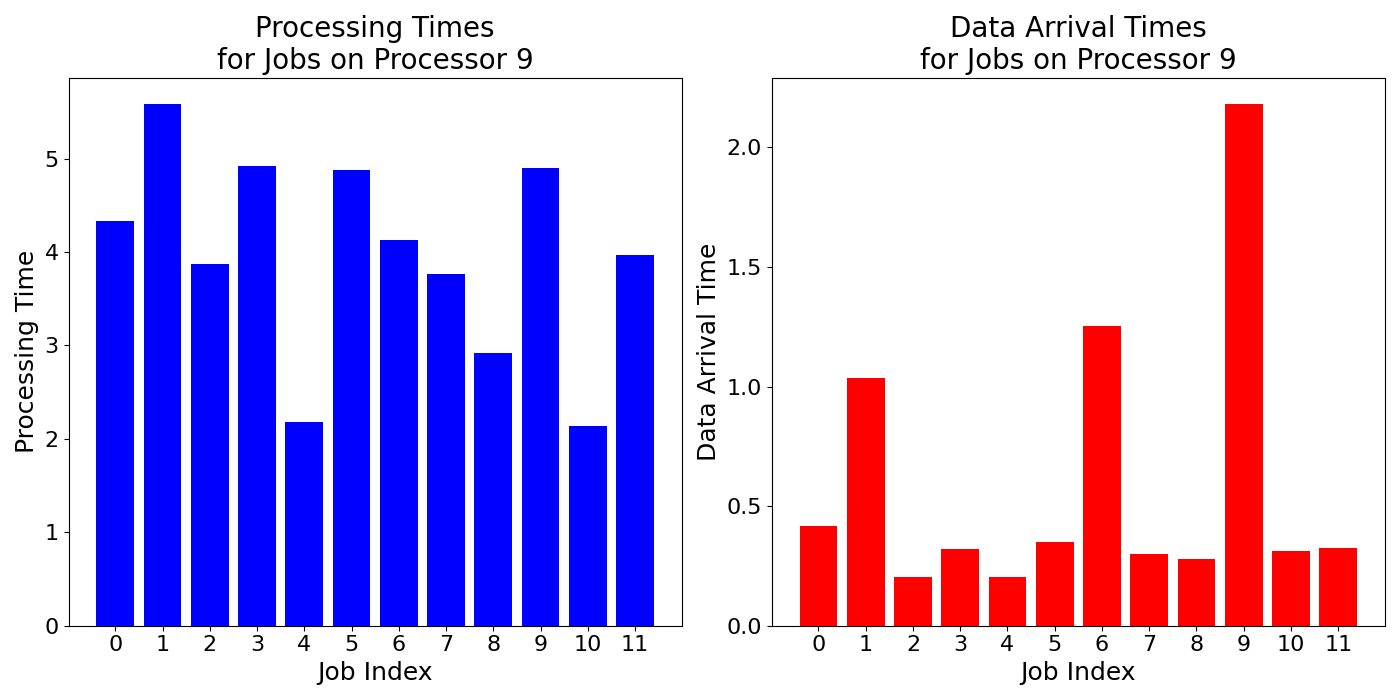 Processing Times
for Jobs on Processor 9
Processing Time
5
4
3
2
1
0
0 1 2 3 4 5 6 7 8 9 10 11
Job Index
Data Arrival Times
for Jobs on Processor 9
Data Arrival Time
2.0
1.5
1.0
0.5
0.0
0 1 2 3 4 5 6 7 8 9 10 11
Job Index